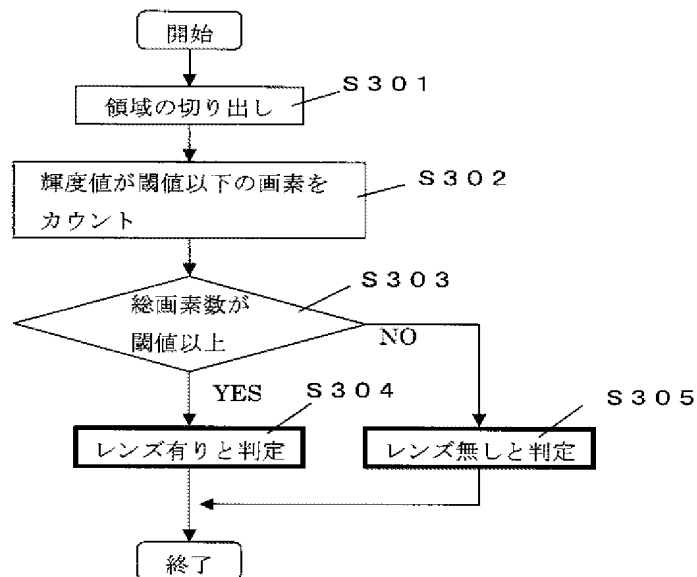 開始
領域の切り出し
S301
輝度値が閾値以下の画素を
カウント
S302
総画素数が
閾値以上
S303
NO
YES
S304
S305
レンズ有りと判定
レンズ無しと判定
終了